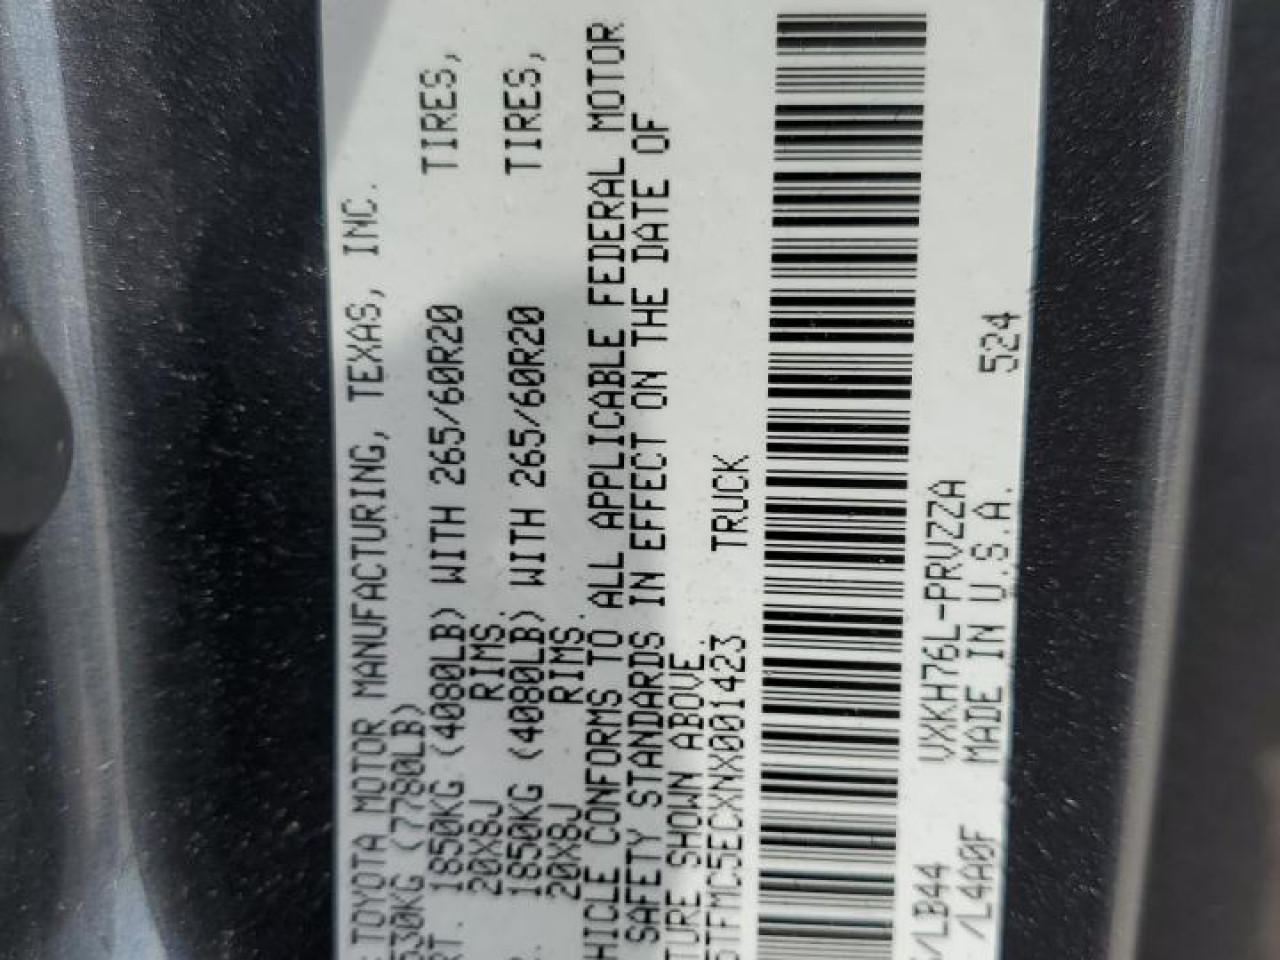 : TOYOTA MOTOR MANUFACTURING, TEXAS, INC.
530KG (7780LB)
RT. 1850KG (4080LB) WITH 265/60R20 TIRES,
20X8J RIMS.
R. 1850KG (4080LB) WITH 265/60R20 TIRES,
20X8J RIMS.
HICLE CONFORMS TO ALL APPLICABLE FEDERAL MOTOR
SAFETY STANDARDS IN EFFECT ON THE DATE OF
TURE SHOWN ABOVE.
5TFMC5ECXNX001423 TRUCK
/LB44 VXKH76L-PRVZZA
/L4A0F MADE IN U.S.A. 524